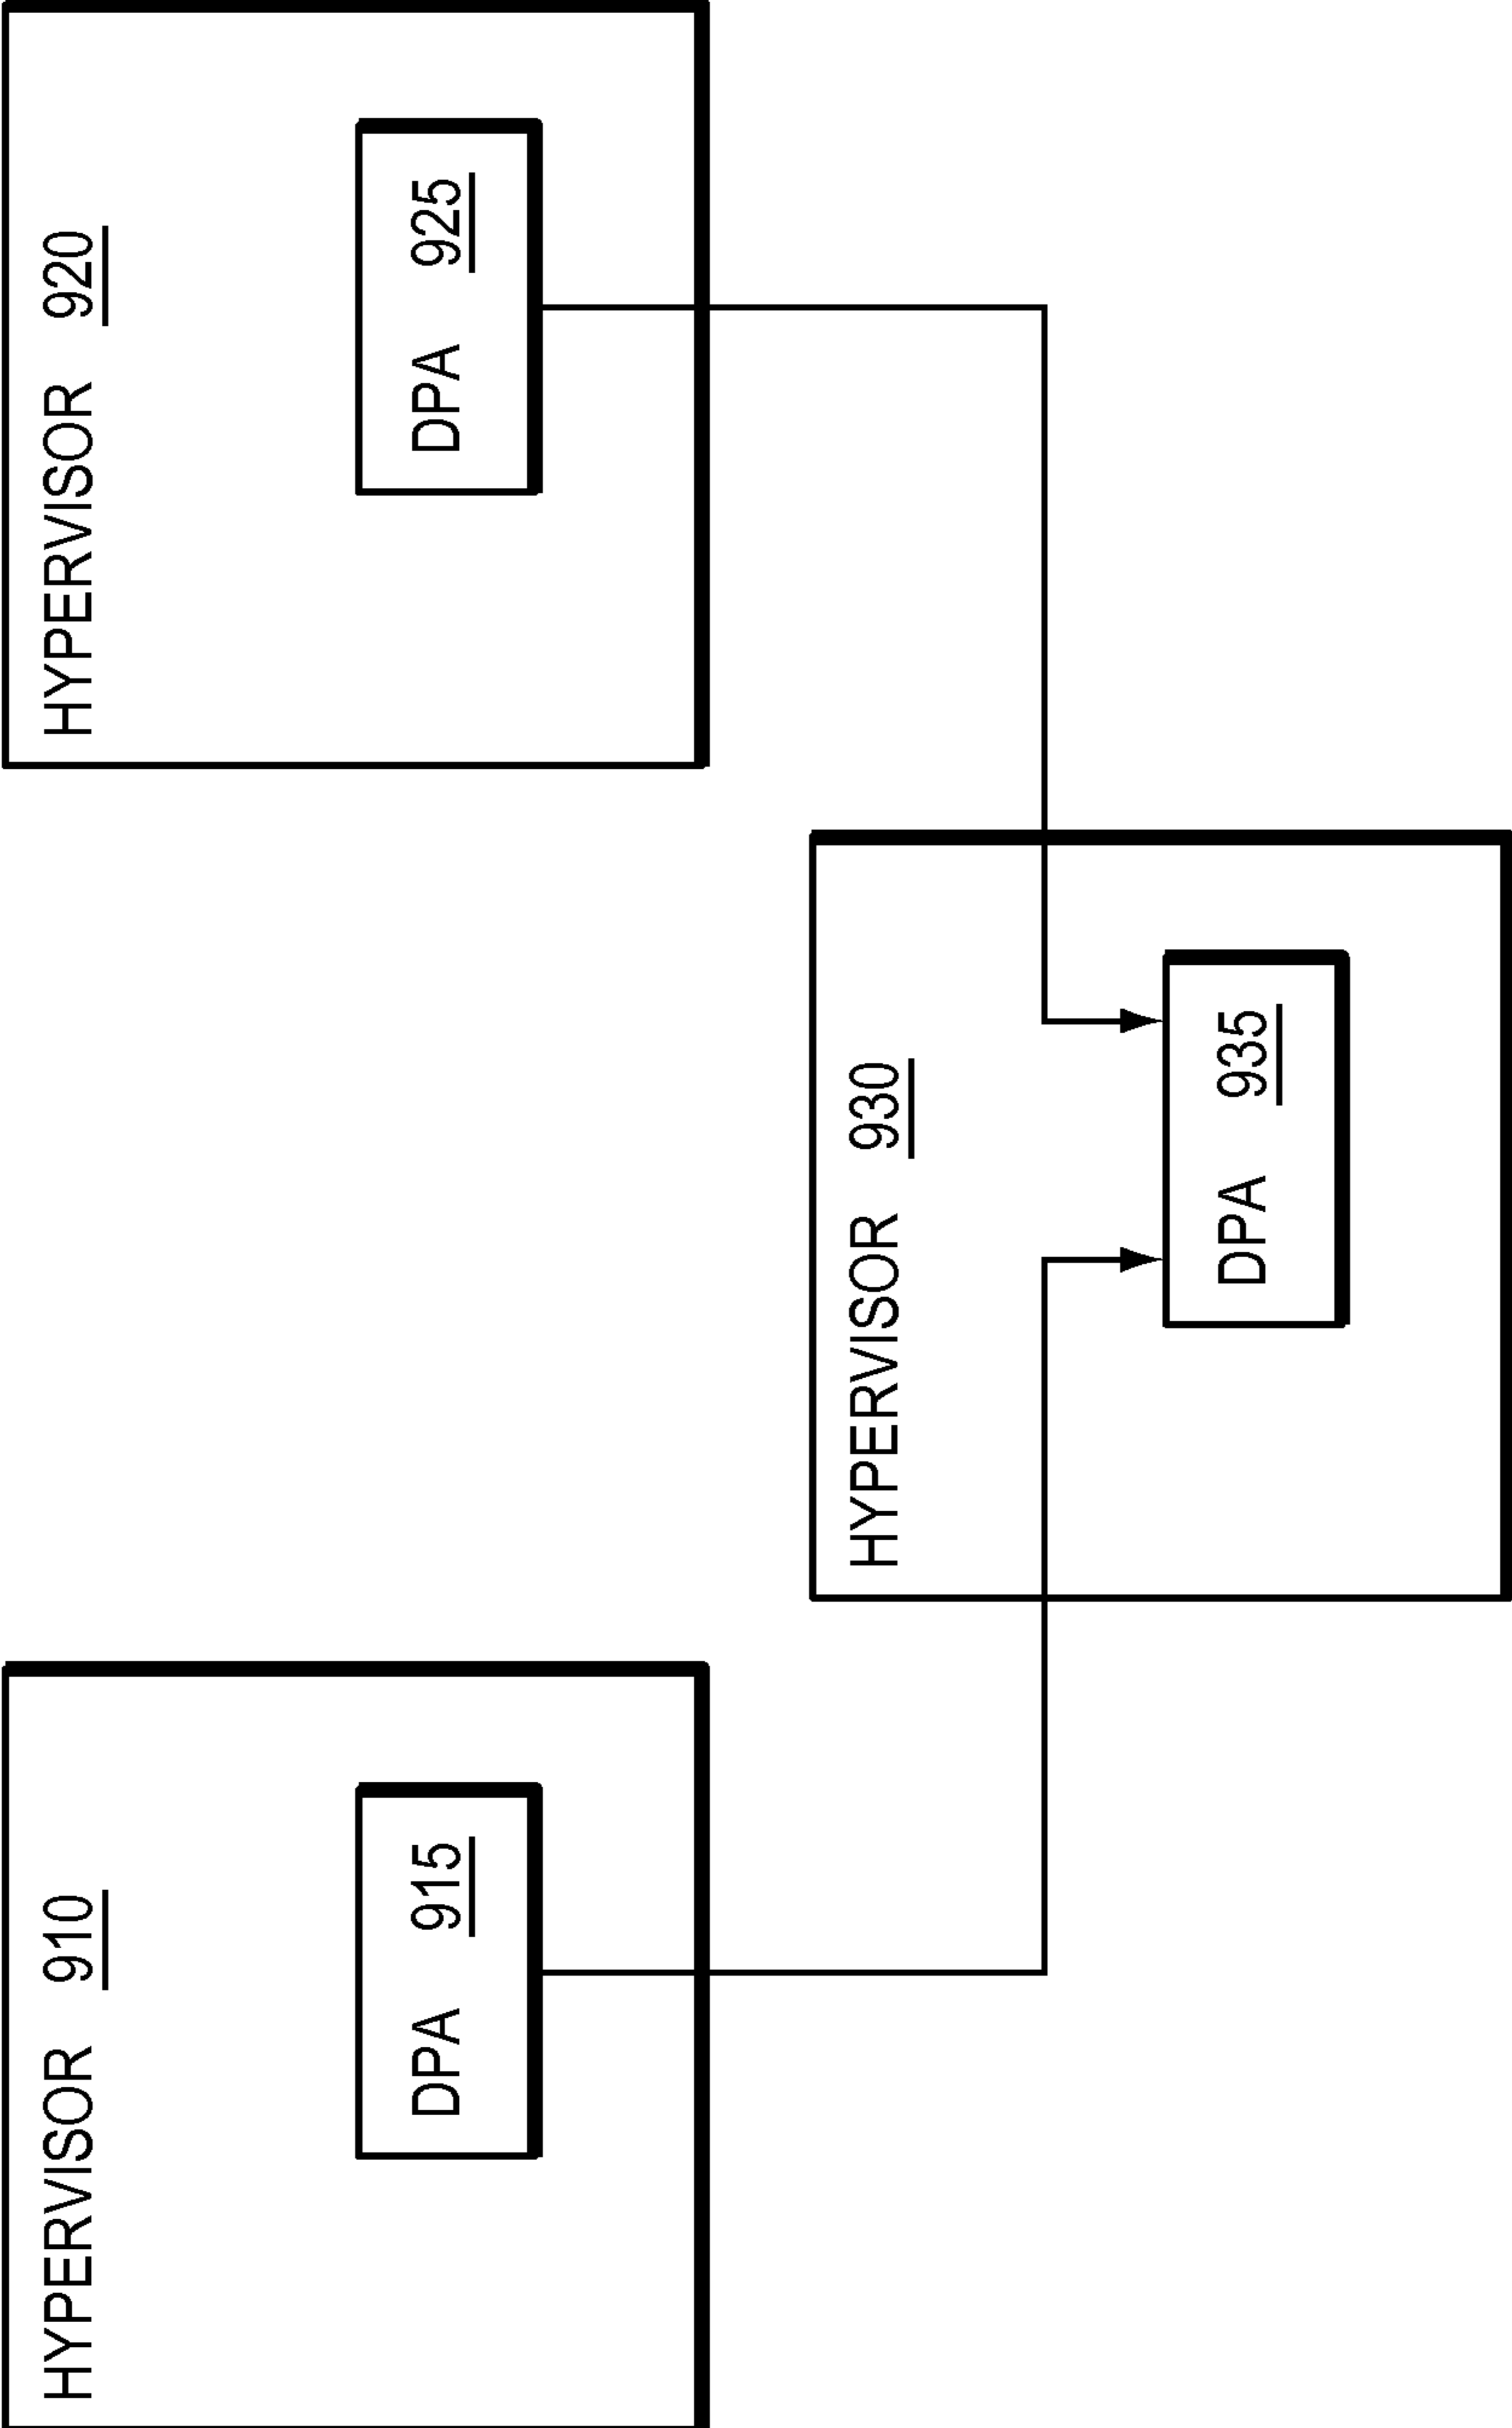 HYPERVISOR 910
DPA 915
HYPERVISOR 920
DPA 925
HYPERVISOR 930
DPA 935